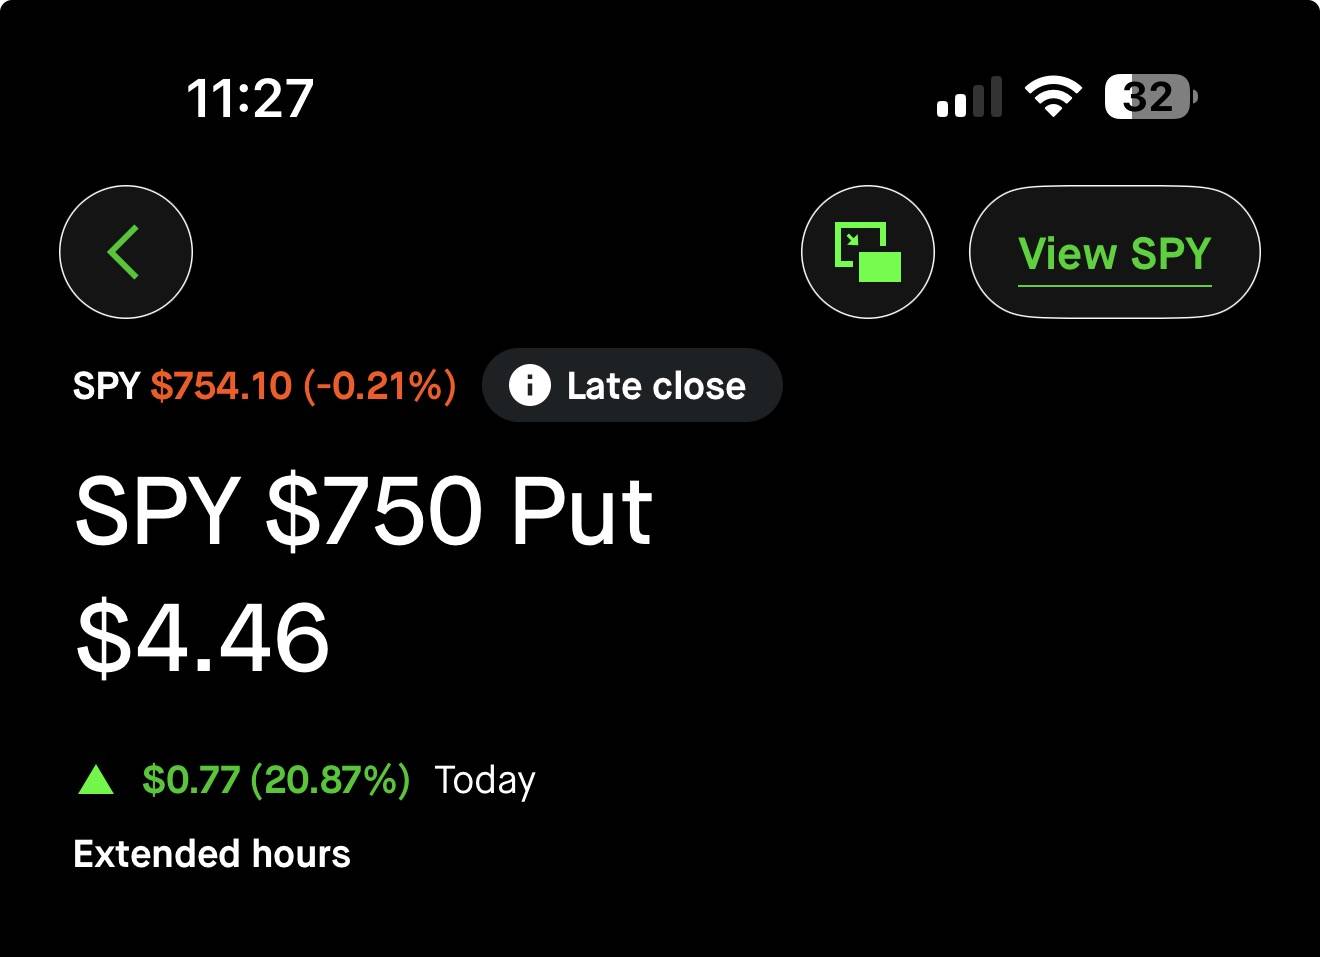 11:27 32
View SPY
SPY $754.10 (-0.21%) Late close
SPY $750 Put
$4.46
$0.77 (20.87%) Today
Extended hours